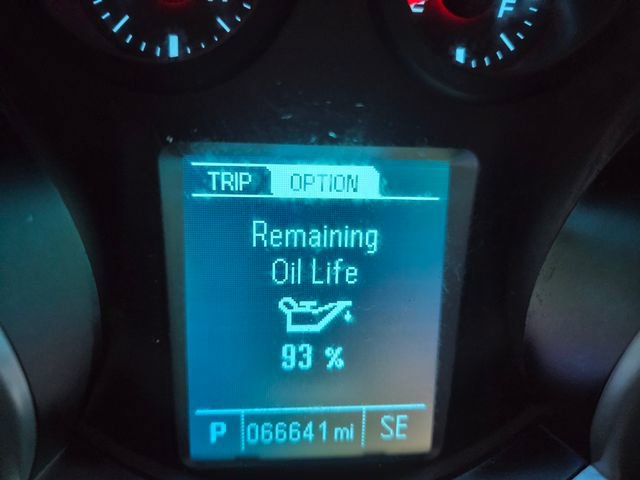 F
TRIP OPTION
Remaining
Oil Life
93 %
P 066641 mi SE